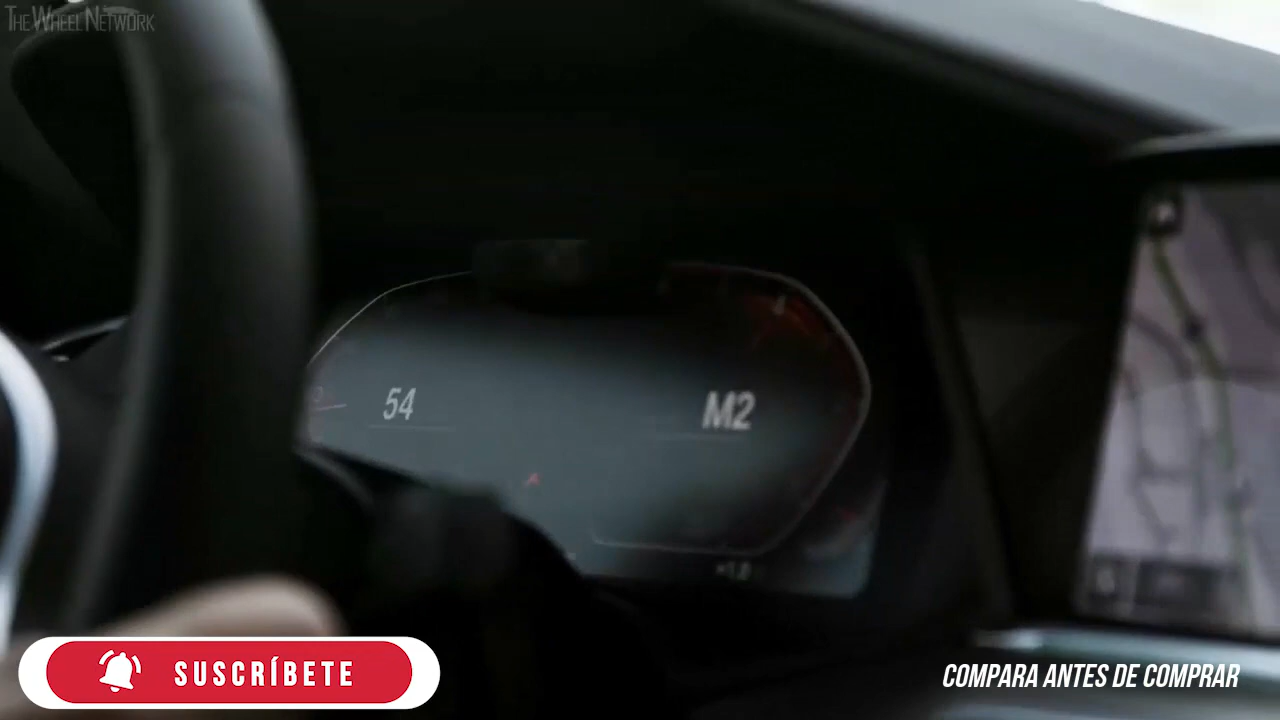 THE WHEEL NETWORK
54
M2
SUSCRÍBETE
COMPARA ANTES DE COMPRAR